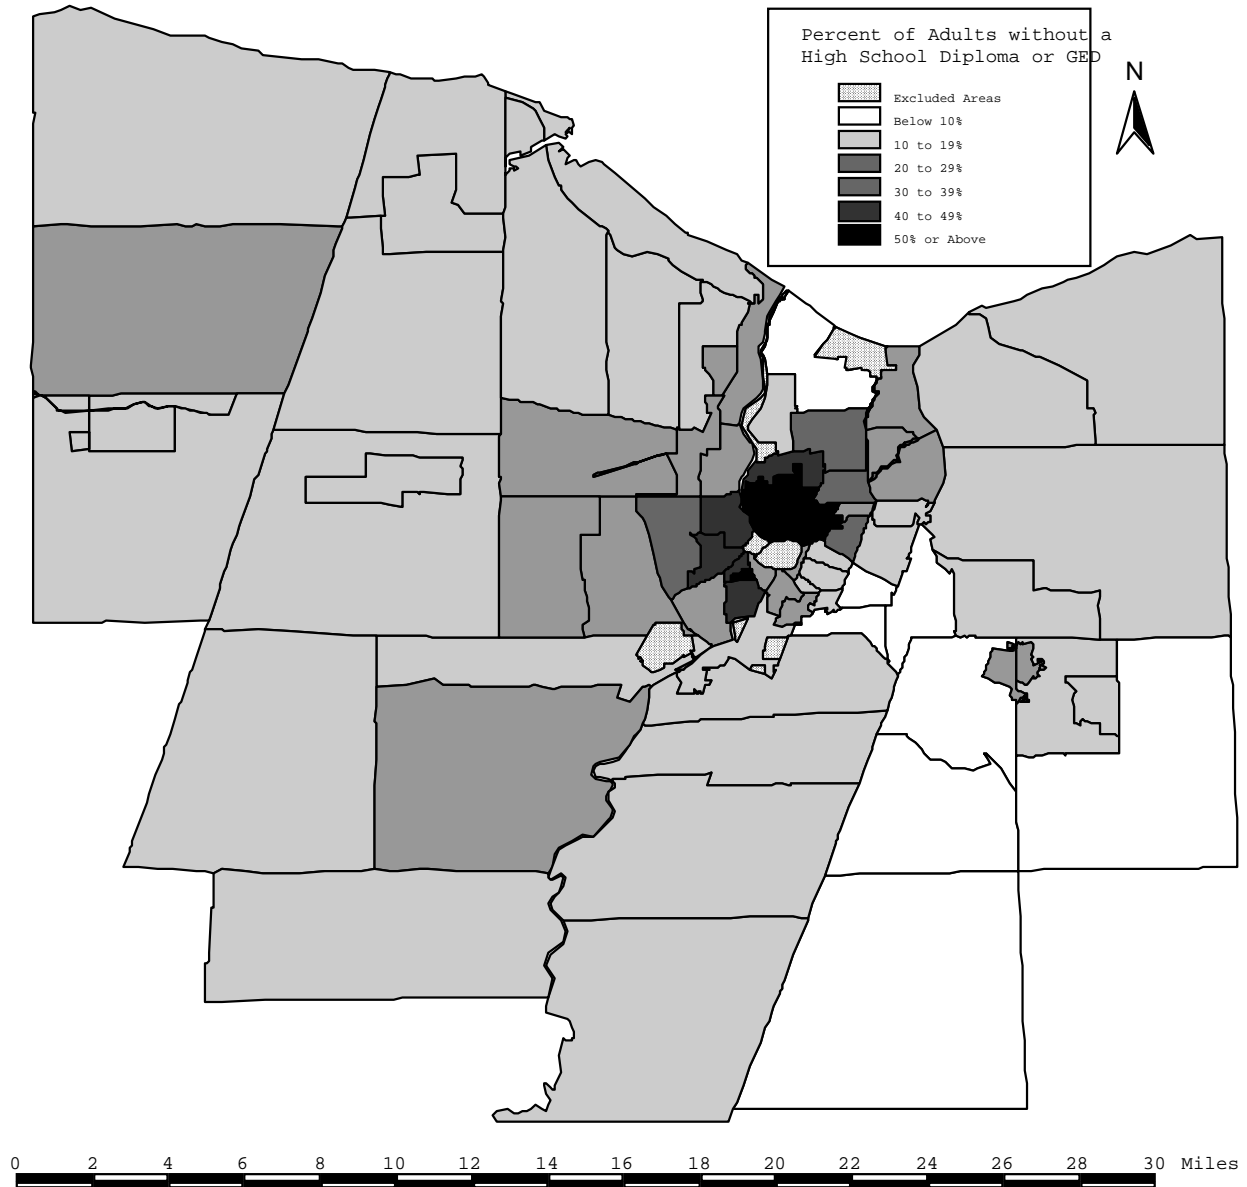 Percent of Adults without a
High School Diploma or GED
N
Excluded Areas
Below 10%
10 to 19%
20 to 29%
30 to 39%
40 to 49%
50% or Above
0 2 4 6 8 10 12 14 16 18 20 22 24 26 28 30 Miles